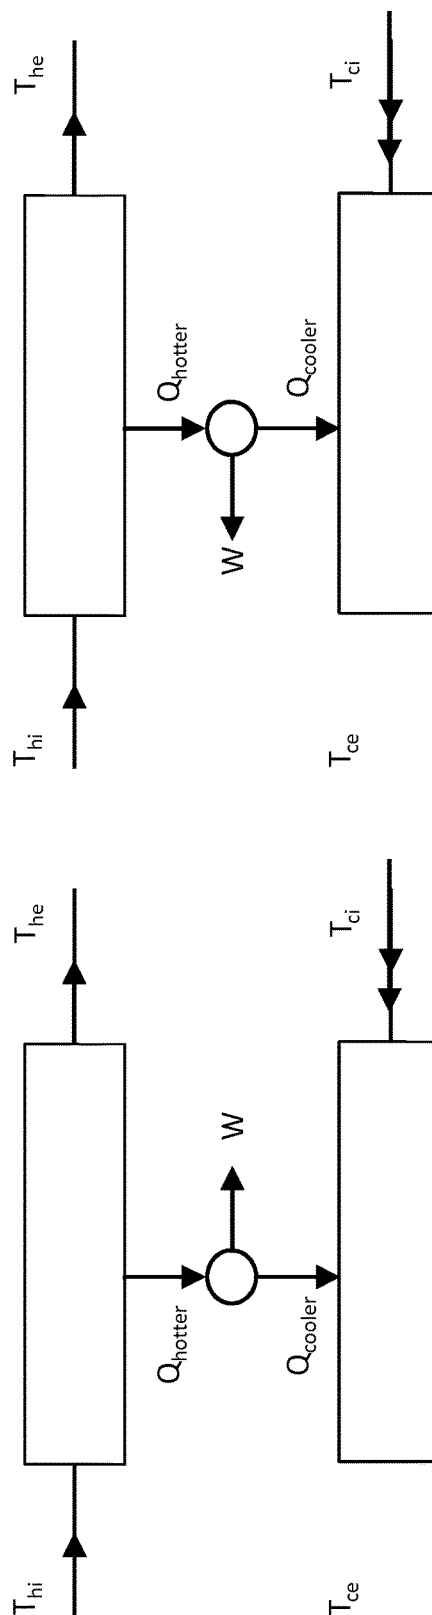 T_he
T_ci
Q_hotter
Q_cooler
W
T_hi
T_ce
T_he
T_ci
W
Q_hotter
Q_cooler
T_hi
T_ce